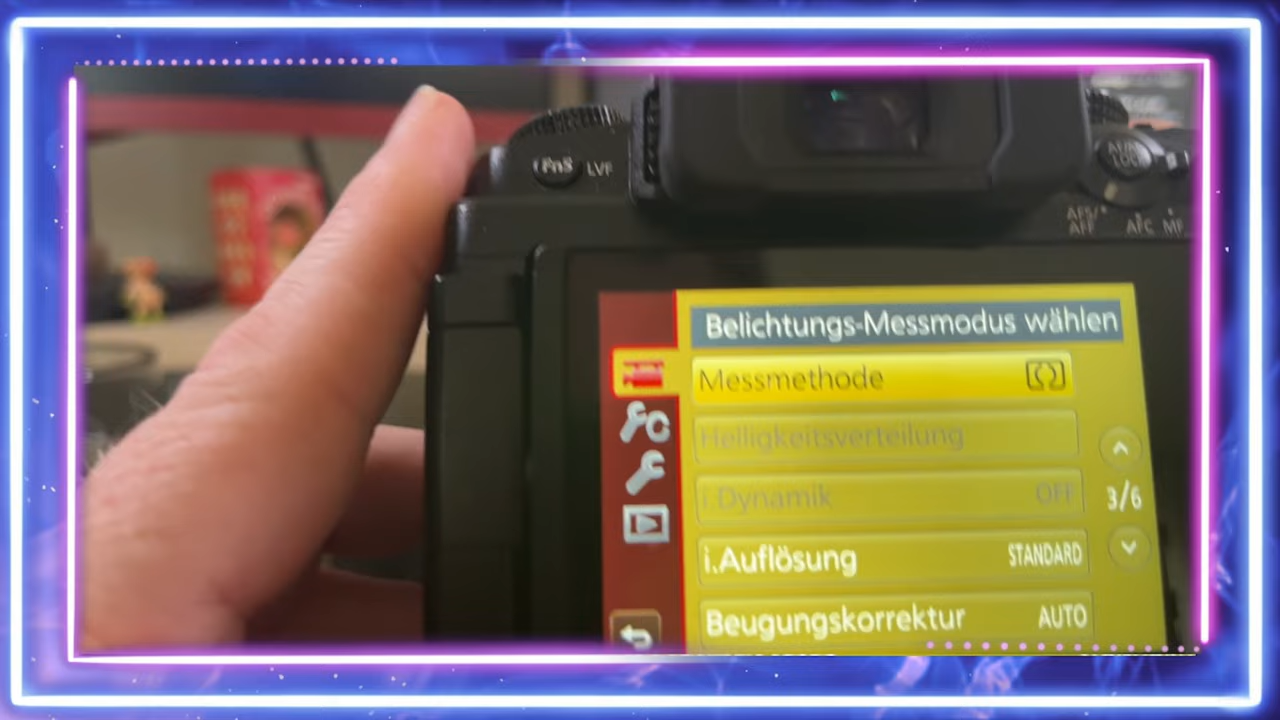 Fn5 LVF
AF/AE
LOCK
AFS/
AFF AFC MF
Belichtungs-Messmodus wählen
Messmethode
Helligkeitsverteilung
i.Dynamik OFF
3/6
i.Auflösung STANDARD
Beugungskorrektur AUTO